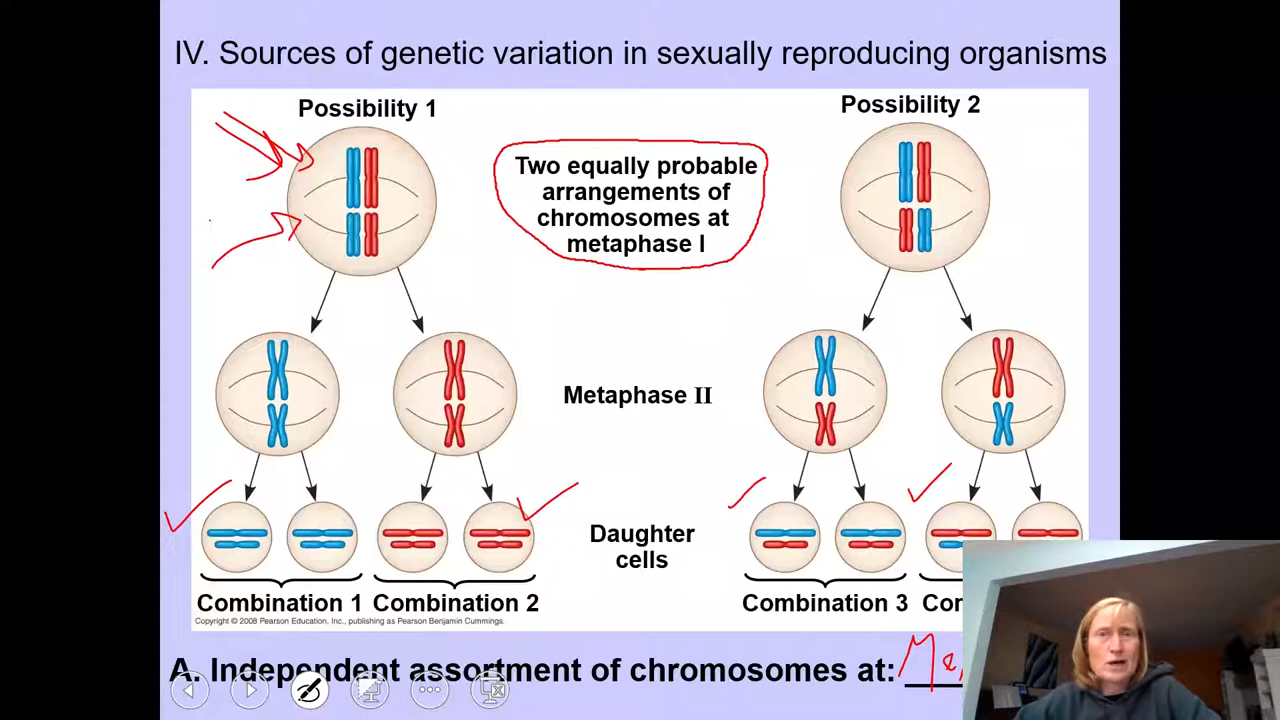 IV. Sources of genetic variation in sexually reproducing organisms
Possibility 1
Possibility 2
Two equally probable
arrangements of
chromosomes at
metaphase I
Metaphase II
Daughter
cells
Combination 1
Combination 2
Combination 3
Copyright © 2008 Pearson Education, Inc., publishing as Pearson Benjamin Cummings.
A. Independent assortment of chromosomes at: